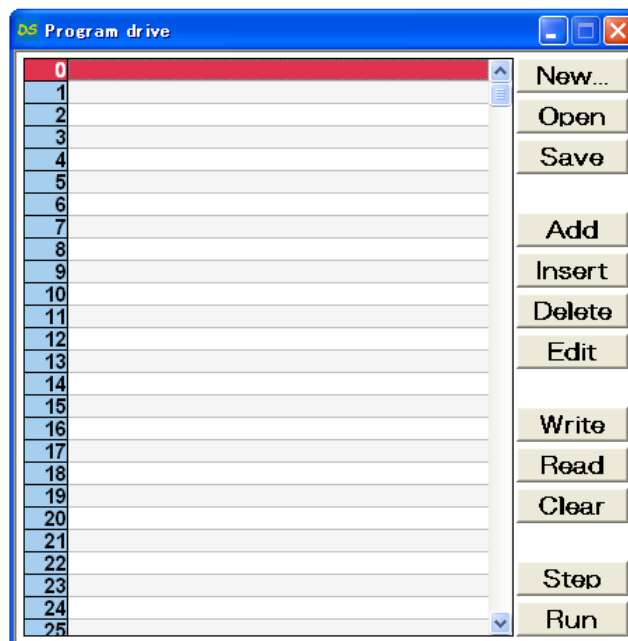 DS Program drive
0
1
2
3
4
5
6
7
8
9
10
11
12
13
14
15
16
17
18
19
20
21
22
23
24
25
New...
Open
Save
Add
Insert
Delete
Edit
Write
Read
Clear
Step
Run